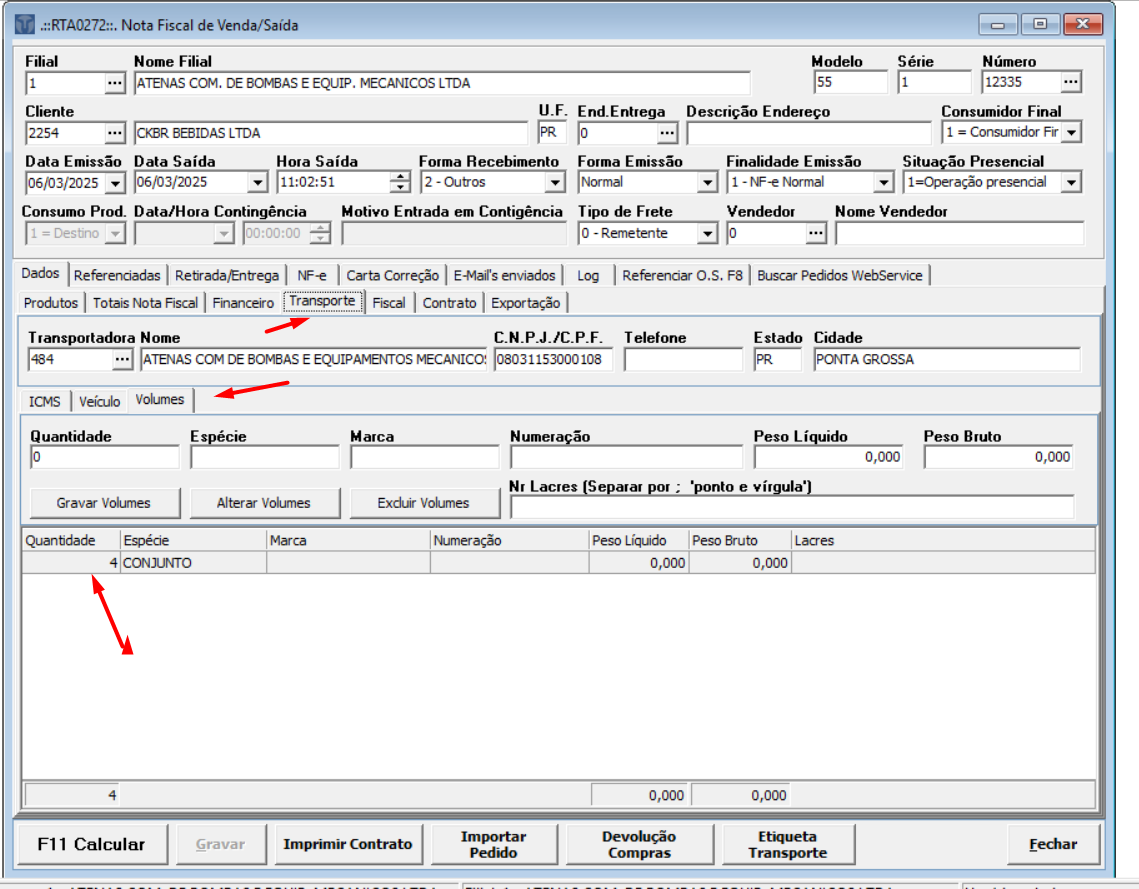 .::RTA0272::. Nota Fiscal de Venda/Saída
Filial Nome Filial Modelo Série Número
1 ... ATENAS COM. DE BOMBAS E EQUIP. MECANICOS LTDA 55 1 12335 ...
Cliente U.F. End.Entrega Descrição Endereço Consumidor Final
2254 ... CKBR BEBIDAS LTDA PR 0 ... 1 = Consumidor Fir
Data Emissão Data Saída Hora Saída Forma Recebimento Forma Emissão Finalidade Emissão Situação Presencial
06/03/2025 06/03/2025 11:02:51 2 - Outros Normal 1 - NF-e Normal 1=Operação presencial
Consumo Prod. Data/Hora Contingência Motivo Entrada em Contigência Tipo de Frete Vendedor Nome Vendedor
1 = Destino 00:00:00 0 - Remetente 0 ...
Dados Referenciadas Retirada/Entrega NF-e Carta Correção E-Mail's enviados Log Referenciar O.S. F8 Buscar Pedidos WebService
Produtos Totais Nota Fiscal Financeiro Transporte Fiscal Contrato Exportação
Transportadora Nome C.N.P.J./C.P.F. Telefone Estado Cidade
484 ... ATENAS COM DE BOMBAS E EQUIPAMENTOS MECANICO 08031153000108 PR PONTA GROSSA
ICMS Veículo Volumes
Quantidade Espécie Marca Numeração Peso Líquido Peso Bruto
0 0,000 0,000
Nr Lacres (Separar por ; 'ponto e vírgula')
Gravar Volumes Alterar Volumes Excluir Volumes
Quantidade Espécie Marca Numeração Peso Líquido Peso Bruto Lacres
4 CONJUNTO 0,000 0,000
4 0,000 0,000
F11 Calcular Gravar Imprimir Contrato Importar Pedido Devolução Compras Etiqueta Transporte Fechar